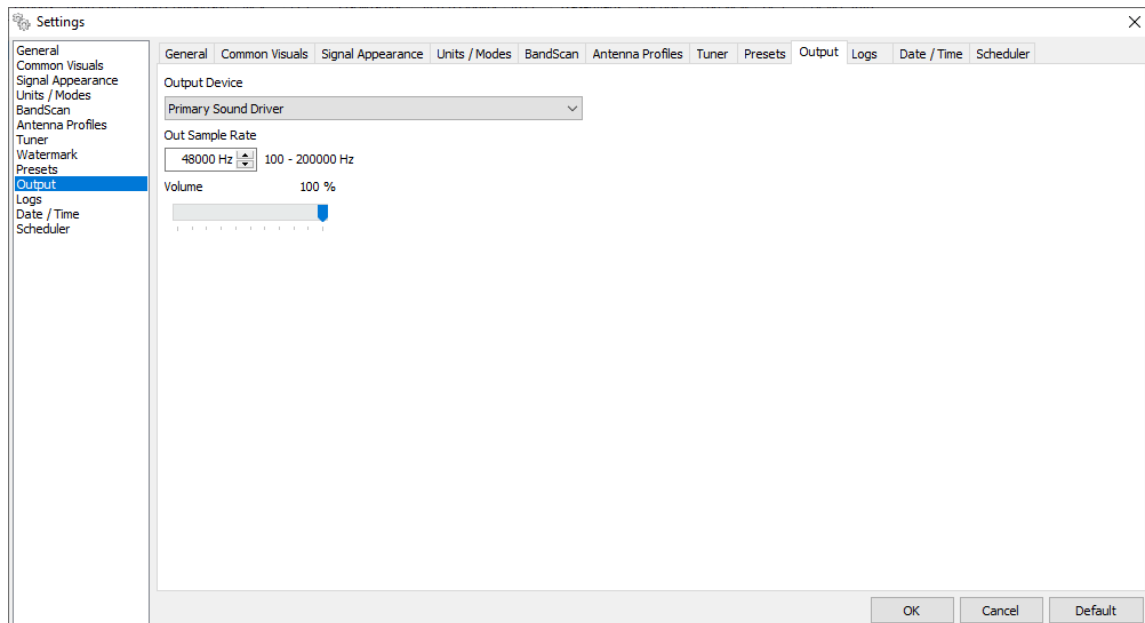 Settings
General
Common Visuals
Signal Appearance
Units / Modes
BandScan
Antenna Profiles
Tuner
Watermark
Presets
Output
Logs
Date / Time
Scheduler
General Common Visuals Signal Appearance Units / Modes BandScan Antenna Profiles Tuner Presets Output Logs Date / Time Scheduler
Output Device
Primary Sound Driver
Out Sample Rate
48000 Hz 100 - 200000 Hz
Volume 100 %
OK Cancel Default